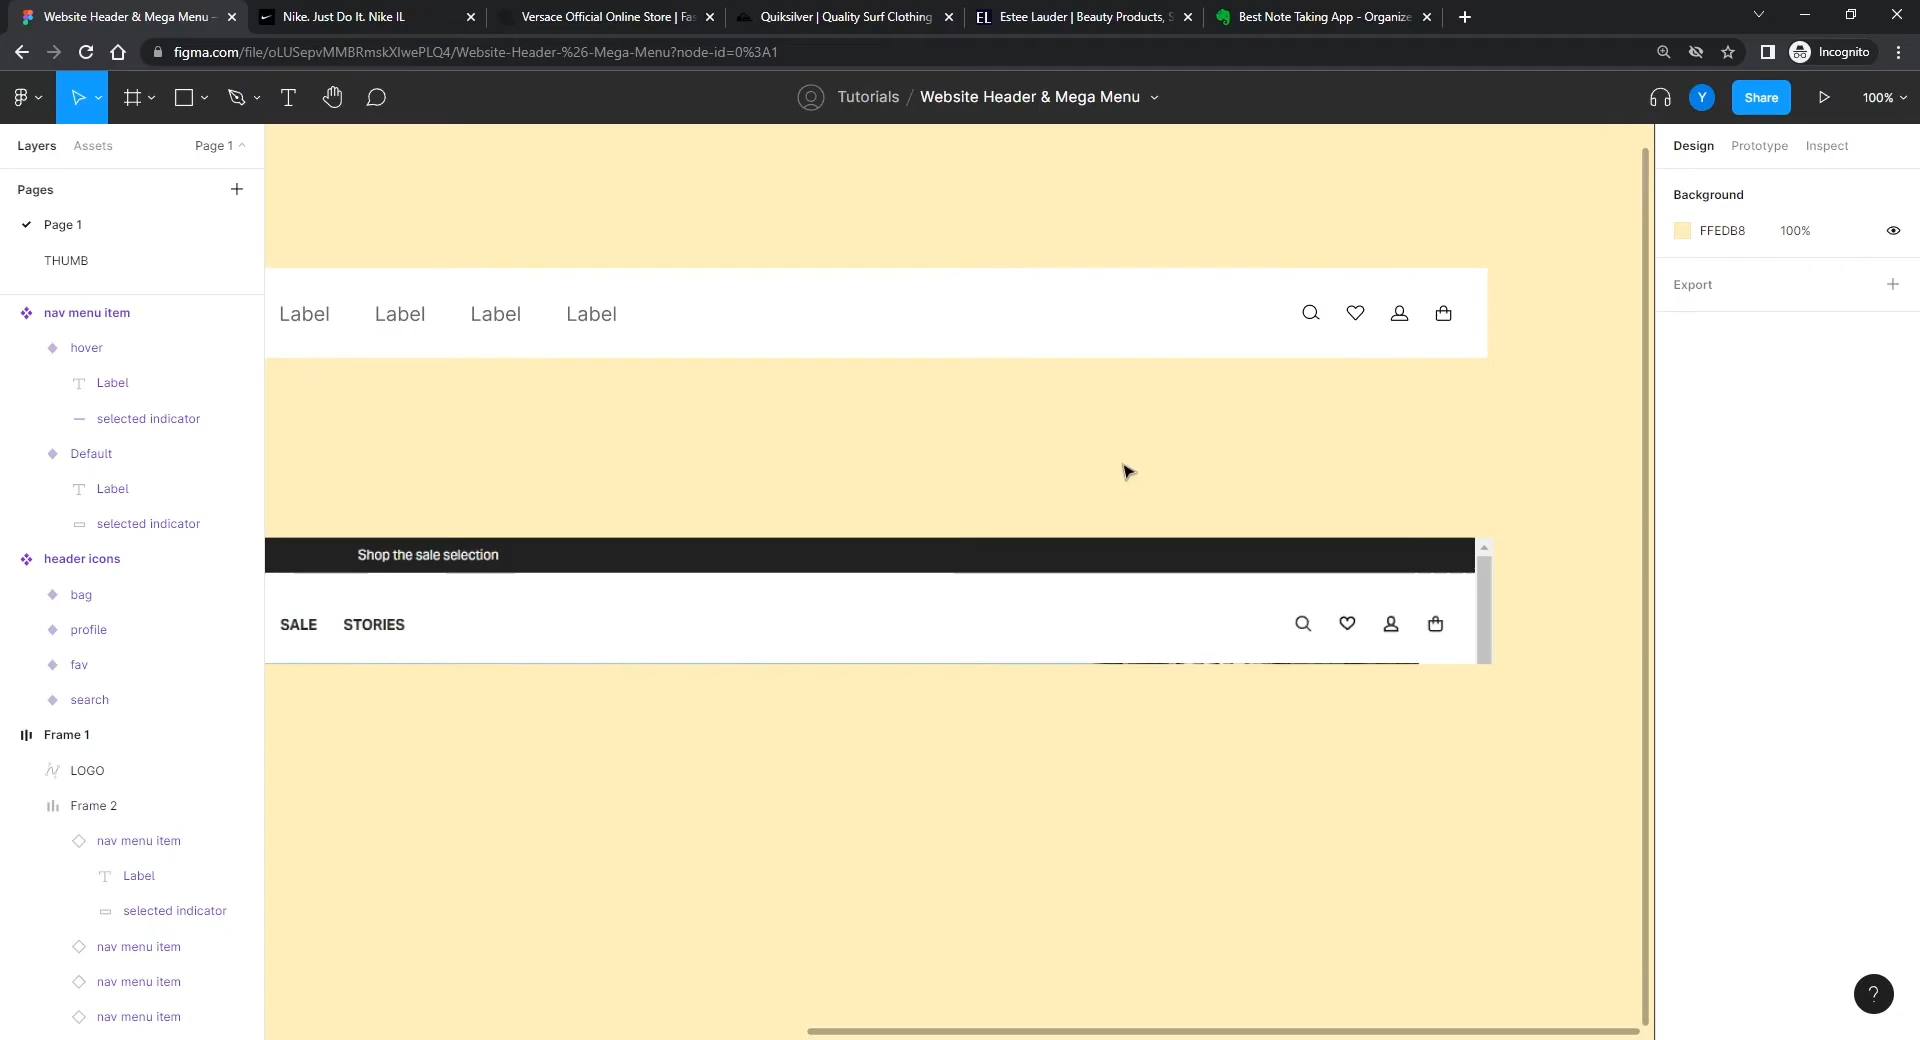 Website Header & Mega Menu –
Nike. Just Do It. Nike IL
Versace Official Online Store | Fas
Quiksilver | Quality Surf Clothing
EL
Estee Lauder | Beauty Products, S
Best Note Taking App - Organize
figma.com/file/oLUSepvMMBRmskXlwePLQ4/Website-Header-%26-Mega-Menu?node-id=0%3A1
Incognito
Tutorials / Website Header & Mega Menu
Y
Share
100%
Layers
Assets
Page 1
Pages
Page 1
THUMB
nav menu item
hover
Label
selected indicator
Default
Label
selected indicator
header icons
bag
profile
fav
search
Frame 1
LOGO
Frame 2
nav menu item
Label
selected indicator
nav menu item
nav menu item
nav menu item
Label Label Label Label
Shop the sale selection
SALE STORIES
Design Prototype Inspect
Background
FFEDB8 100%
Export
?